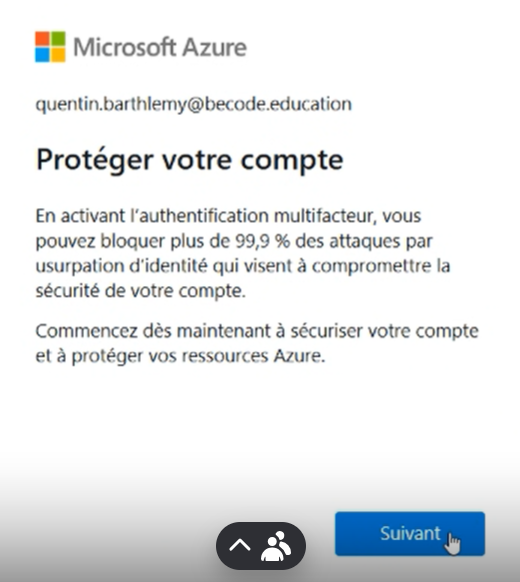 Microsoft Azure
quentin.barthlemy@becode.education
Protéger votre compte
En activant l'authentification multifacteur, vous
pouvez bloquer plus de 99,9 % des attaques par
usurpation d'identité qui visent à compromettre la
sécurité de votre compte.
Commencez dès maintenant à sécuriser votre compte
et à protéger vos ressources Azure.
Suivant